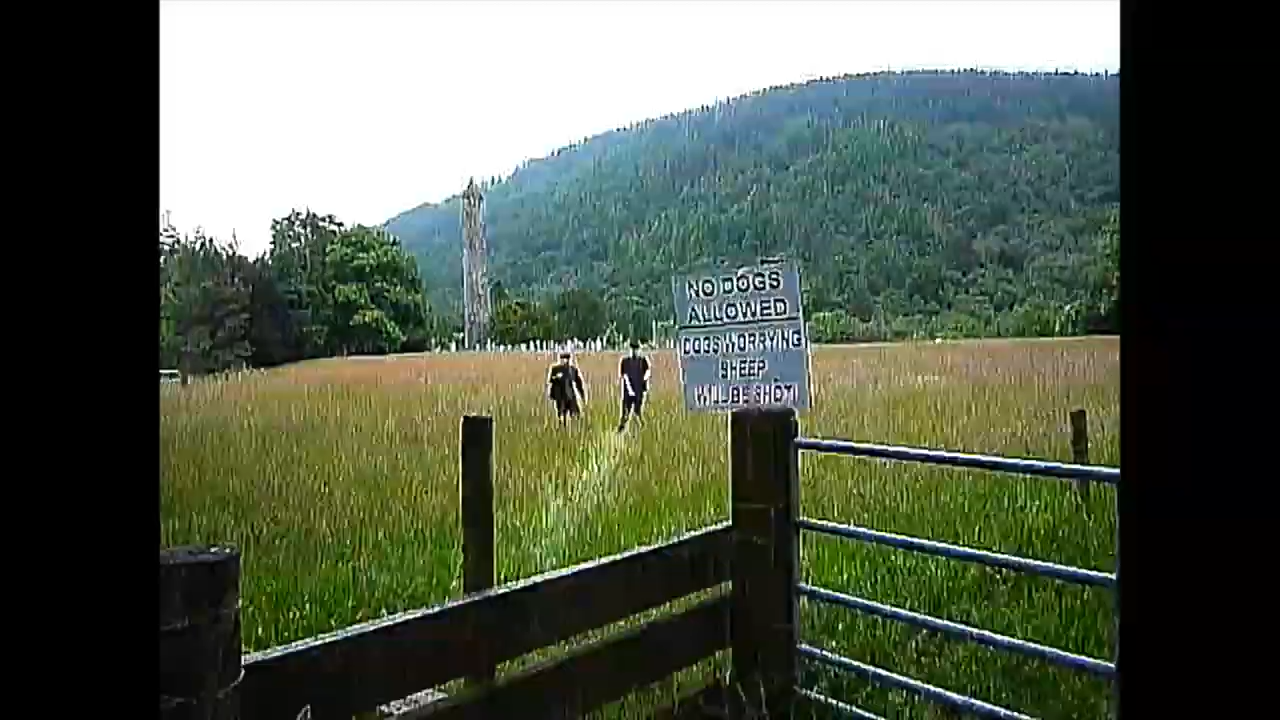 NO DOGS
ALLOWED
DOGS WORRYING
SHEEP
WILL BE SHOT!